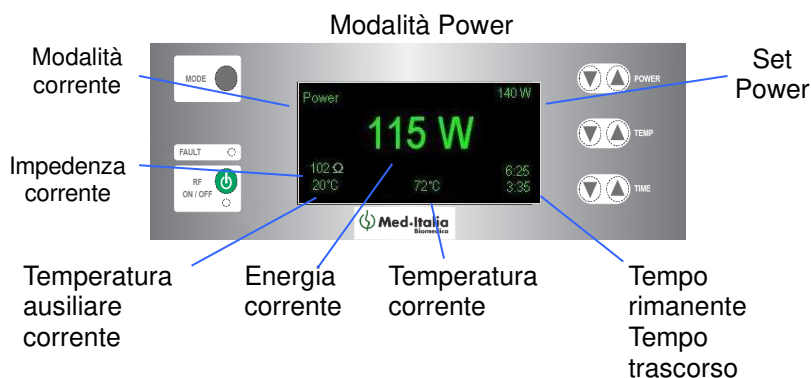 Modalità Power
Modalità
corrente
Set
Power
MODE
POWER
Power
140 W
115 W
TEMP
FAULT
Impedenza
corrente
RF
ON / OFF
102 Ω
20°C
72°C
6:25
3:35
TIME
Med-Italia
Biomedica
Temperatura
ausiliare
corrente
Energia
corrente
Temperatura
corrente
Tempo
rimanente
Tempo
trascorso